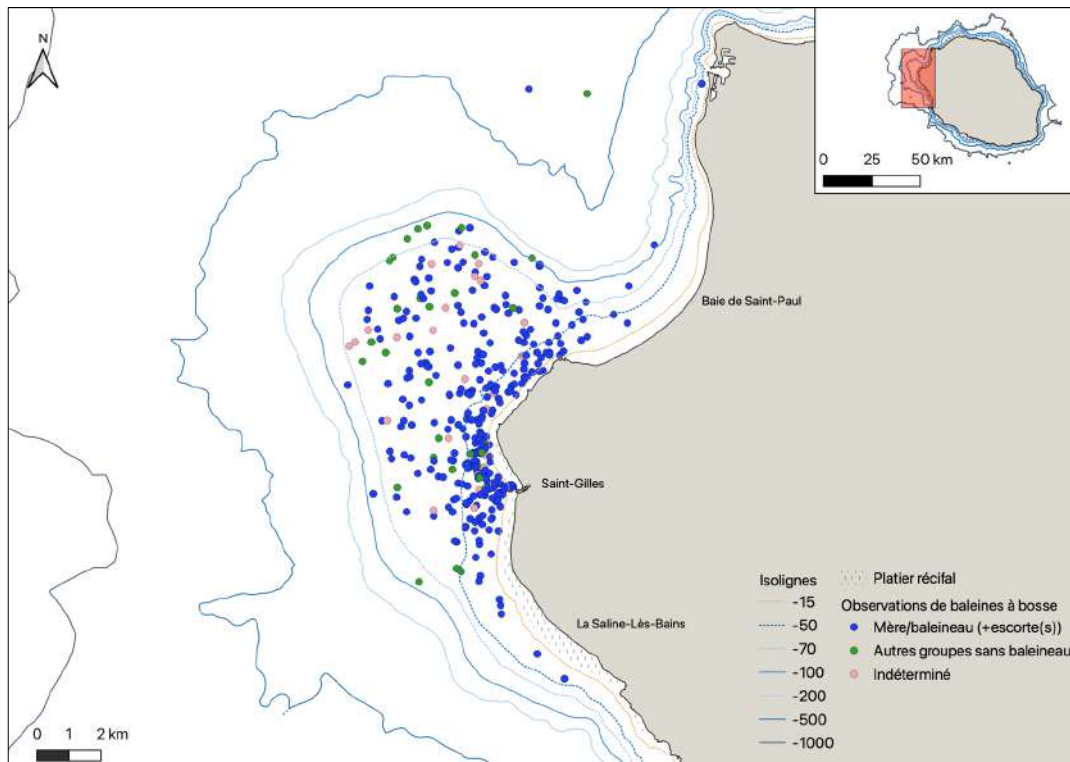 N
0 25 50 km
Baie de Saint-Paul
Saint-Gilles
La Saline-Lès-Bains
Isolignes
-15
-50
-70
-100
-200
-500
-1000
Platier récifal
Observations de baleines à bosse
Mère/baleineau (+escorte(s))
Autres groupes sans baleineau
Indéterminé
0 1 2 km